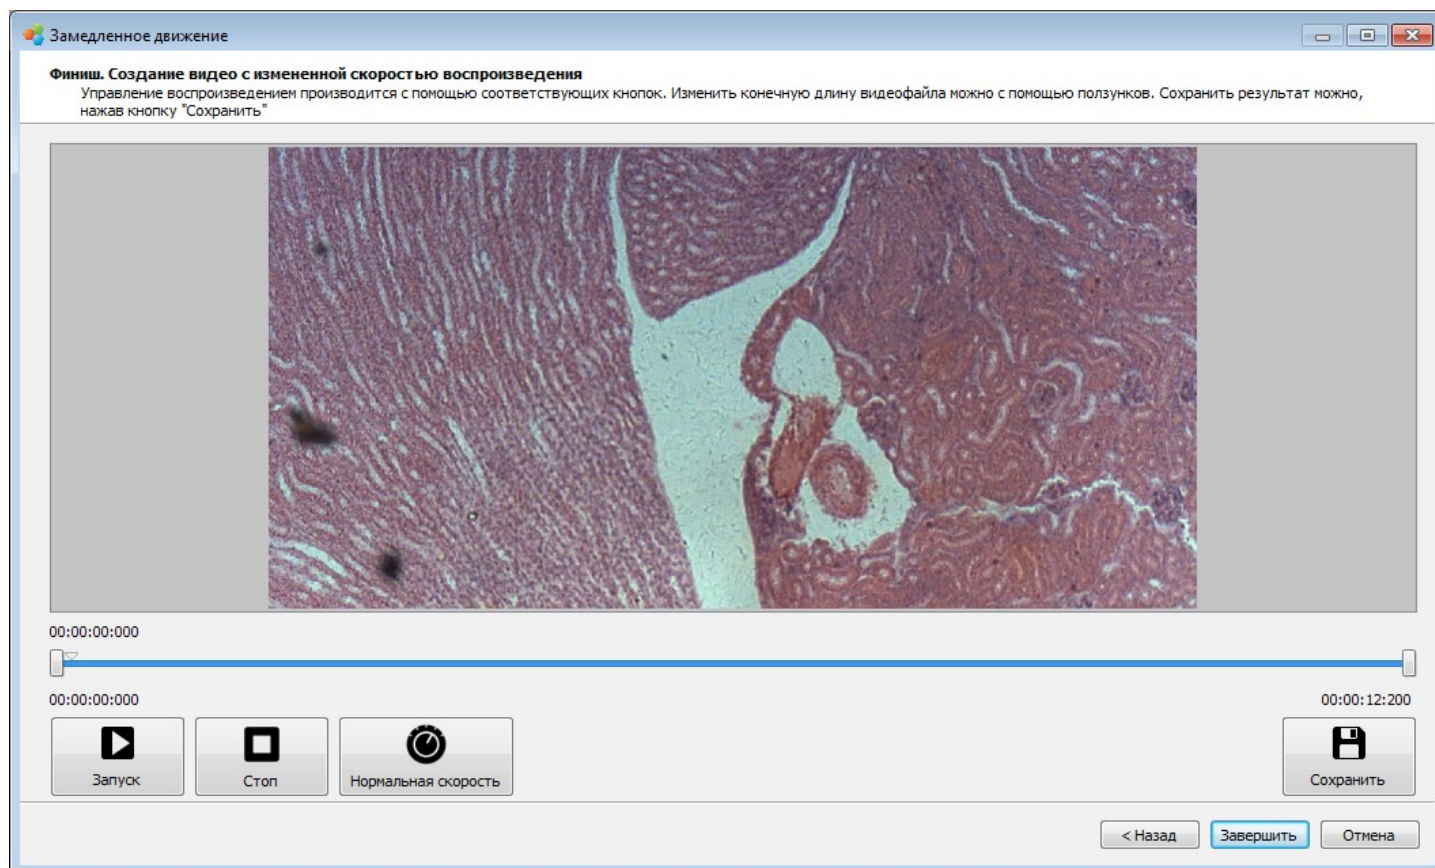 Замедленное движение
Финиш. Создание видео с измененной скоростью воспроизведения
Управление воспроизведением производится с помощью соответствующих кнопок. Изменить конечную длину видеофайла можно с помощью ползунков. Сохранить результат можно,
нажав кнопку "Сохранить"
00:00:00:000
00:00:00:000
00:00:12:200
Запуск
Стоп
Нормальная скорость
Сохранить
< Назад
Завершить
Отмена